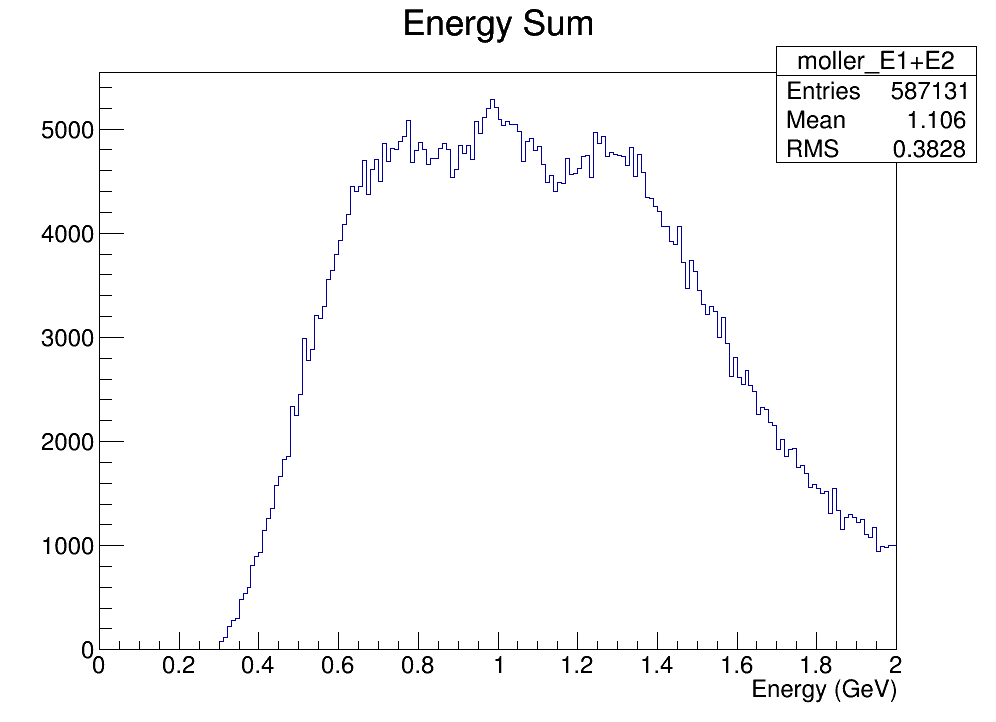 Energy Sum
moller_E1+E2
Entries 587131
Mean 1.106
RMS 0.3828
5000
4000
3000
2000
1000
0
0 0.2 0.4 0.6 0.8 1 1.2 1.4 1.6 1.8 2
Energy (GeV)